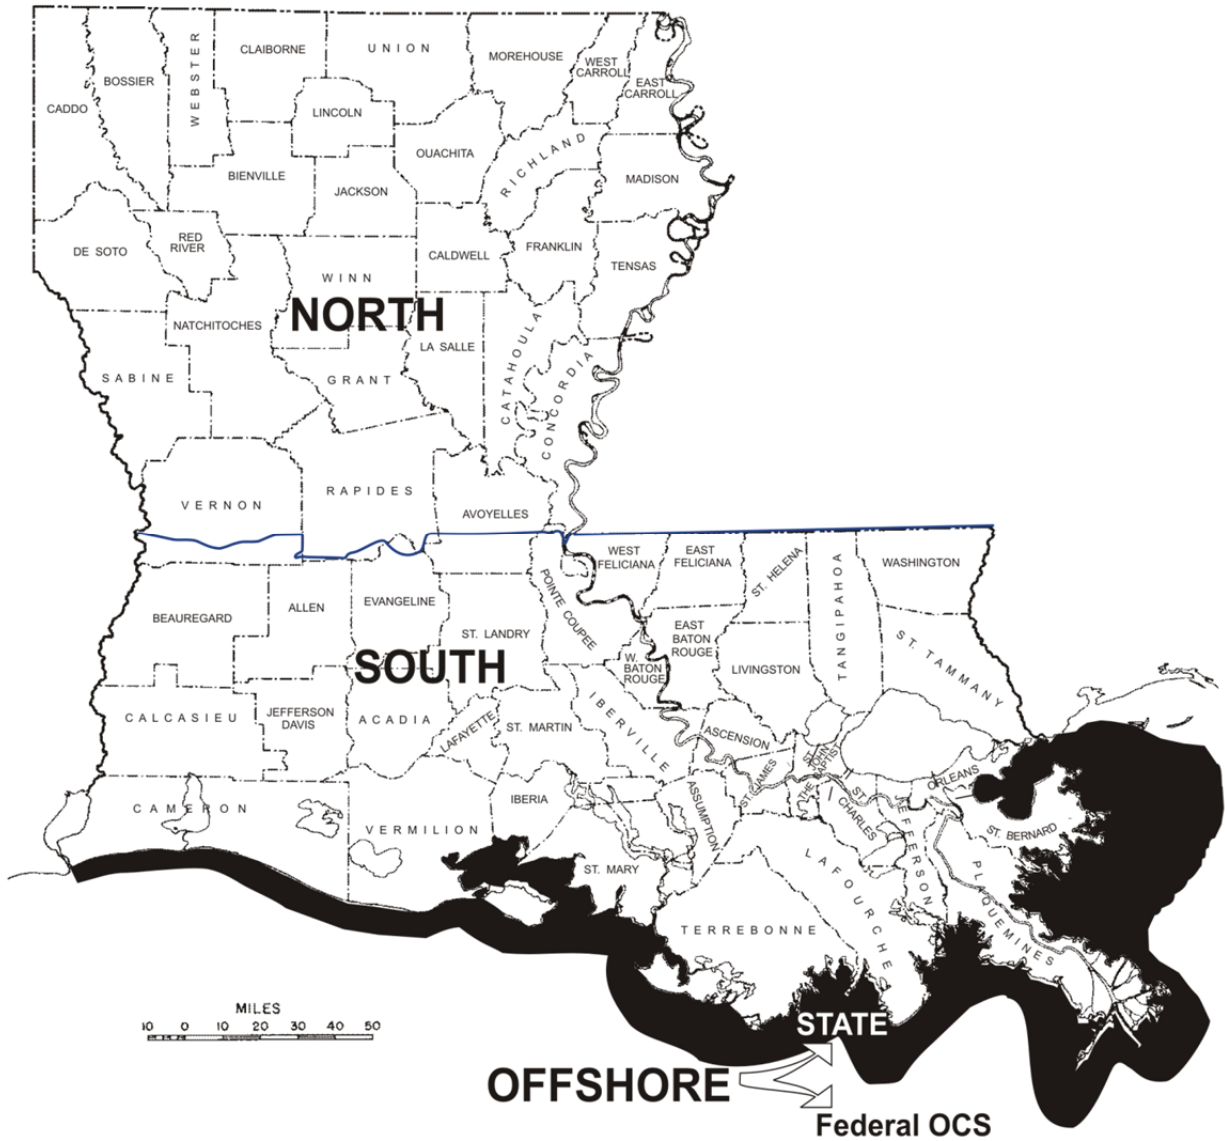 CLAIBORNE
UNION
MOREHOUSE
WEST
CARROLL
EAST
CARROLL
WEBSTER
BOSSIER
CADDO
LINCOLN
OUACHITA
RICHLAND
MADISON
BIENVILLE
JACKSON
RED
RIVER
DE SOTO
CALDWELL
FRANKLIN
TENSAS
WINN
NORTH
NATCHITOCHES
LA SALLE
CATAHOULA
CONCORDIA
SABINE
GRANT
VERNON
RAPIDES
AVOYELLES
WEST
FELICIANA
EAST
FELICIANA
ST. HELENA
TANGIPAHOA
WASHINGTON
BEAUREGARD
ALLEN
EVANGELINE
ST. LANDRY
POINTE COUPEE
EAST
BATON
ROUGE
W.
BATON
ROUGE
LIVINGSTON
ST. TAMMANY
SOUTH
CALCASIEU
JEFFERSON
DAVIS
ACADIA
LAFAYETTE
ST. MARTIN
IBERVILLE
ASCENSION
ST. JAMES
ST. JOHN
THE BAPTIST
ST. CHARLES
ORLEANS
JEFFERSON
CAMERON
VERMILION
IBERIA
ASSUMPTION
ST. BERNARD
ST. MARY
LAFOURCHE
PLAQUEMINES
TERREBONNE
MILES
10 0 10 20 30 40 50
STATE
OFFSHORE
Federal OCS